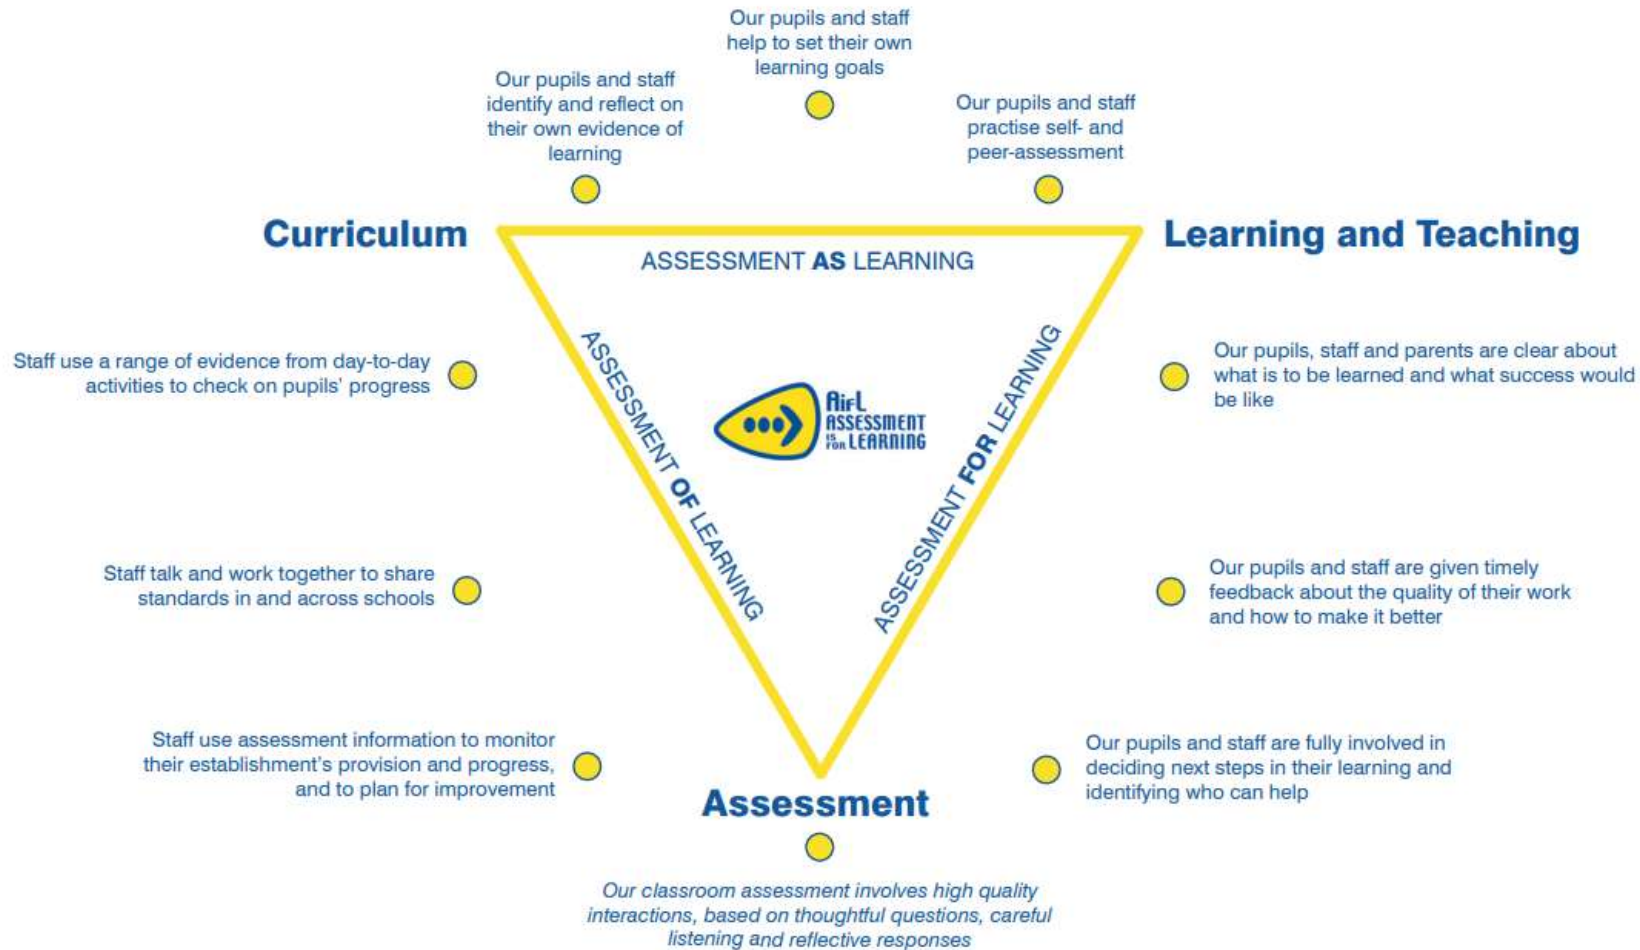 Our pupils and staff
help to set their own
learning goals
Our pupils and staff
identify and reflect on
their own evidence of
learning
Our pupils and staff
practise self- and
peer-assessment
Curriculum
Learning and Teaching
ASSESSMENT AS LEARNING
ASSESSMENT OF LEARNING
ASSESSMENT FOR LEARNING
AifL
ASSESSMENT
IS
FOR LEARNING
Staff use a range of evidence from day-to-day
activities to check on pupils' progress
Our pupils, staff and parents are clear about
what is to be learned and what success would
be like
Staff talk and work together to share
standards in and across schools
Our pupils and staff are given timely
feedback about the quality of their work
and how to make it better
Staff use assessment information to monitor
their establishment's provision and progress,
and to plan for improvement
Our pupils and staff are fully involved in
deciding next steps in their learning and
identifying who can help
Assessment
Our classroom assessment involves high quality
interactions, based on thoughtful questions, careful
listening and reflective responses